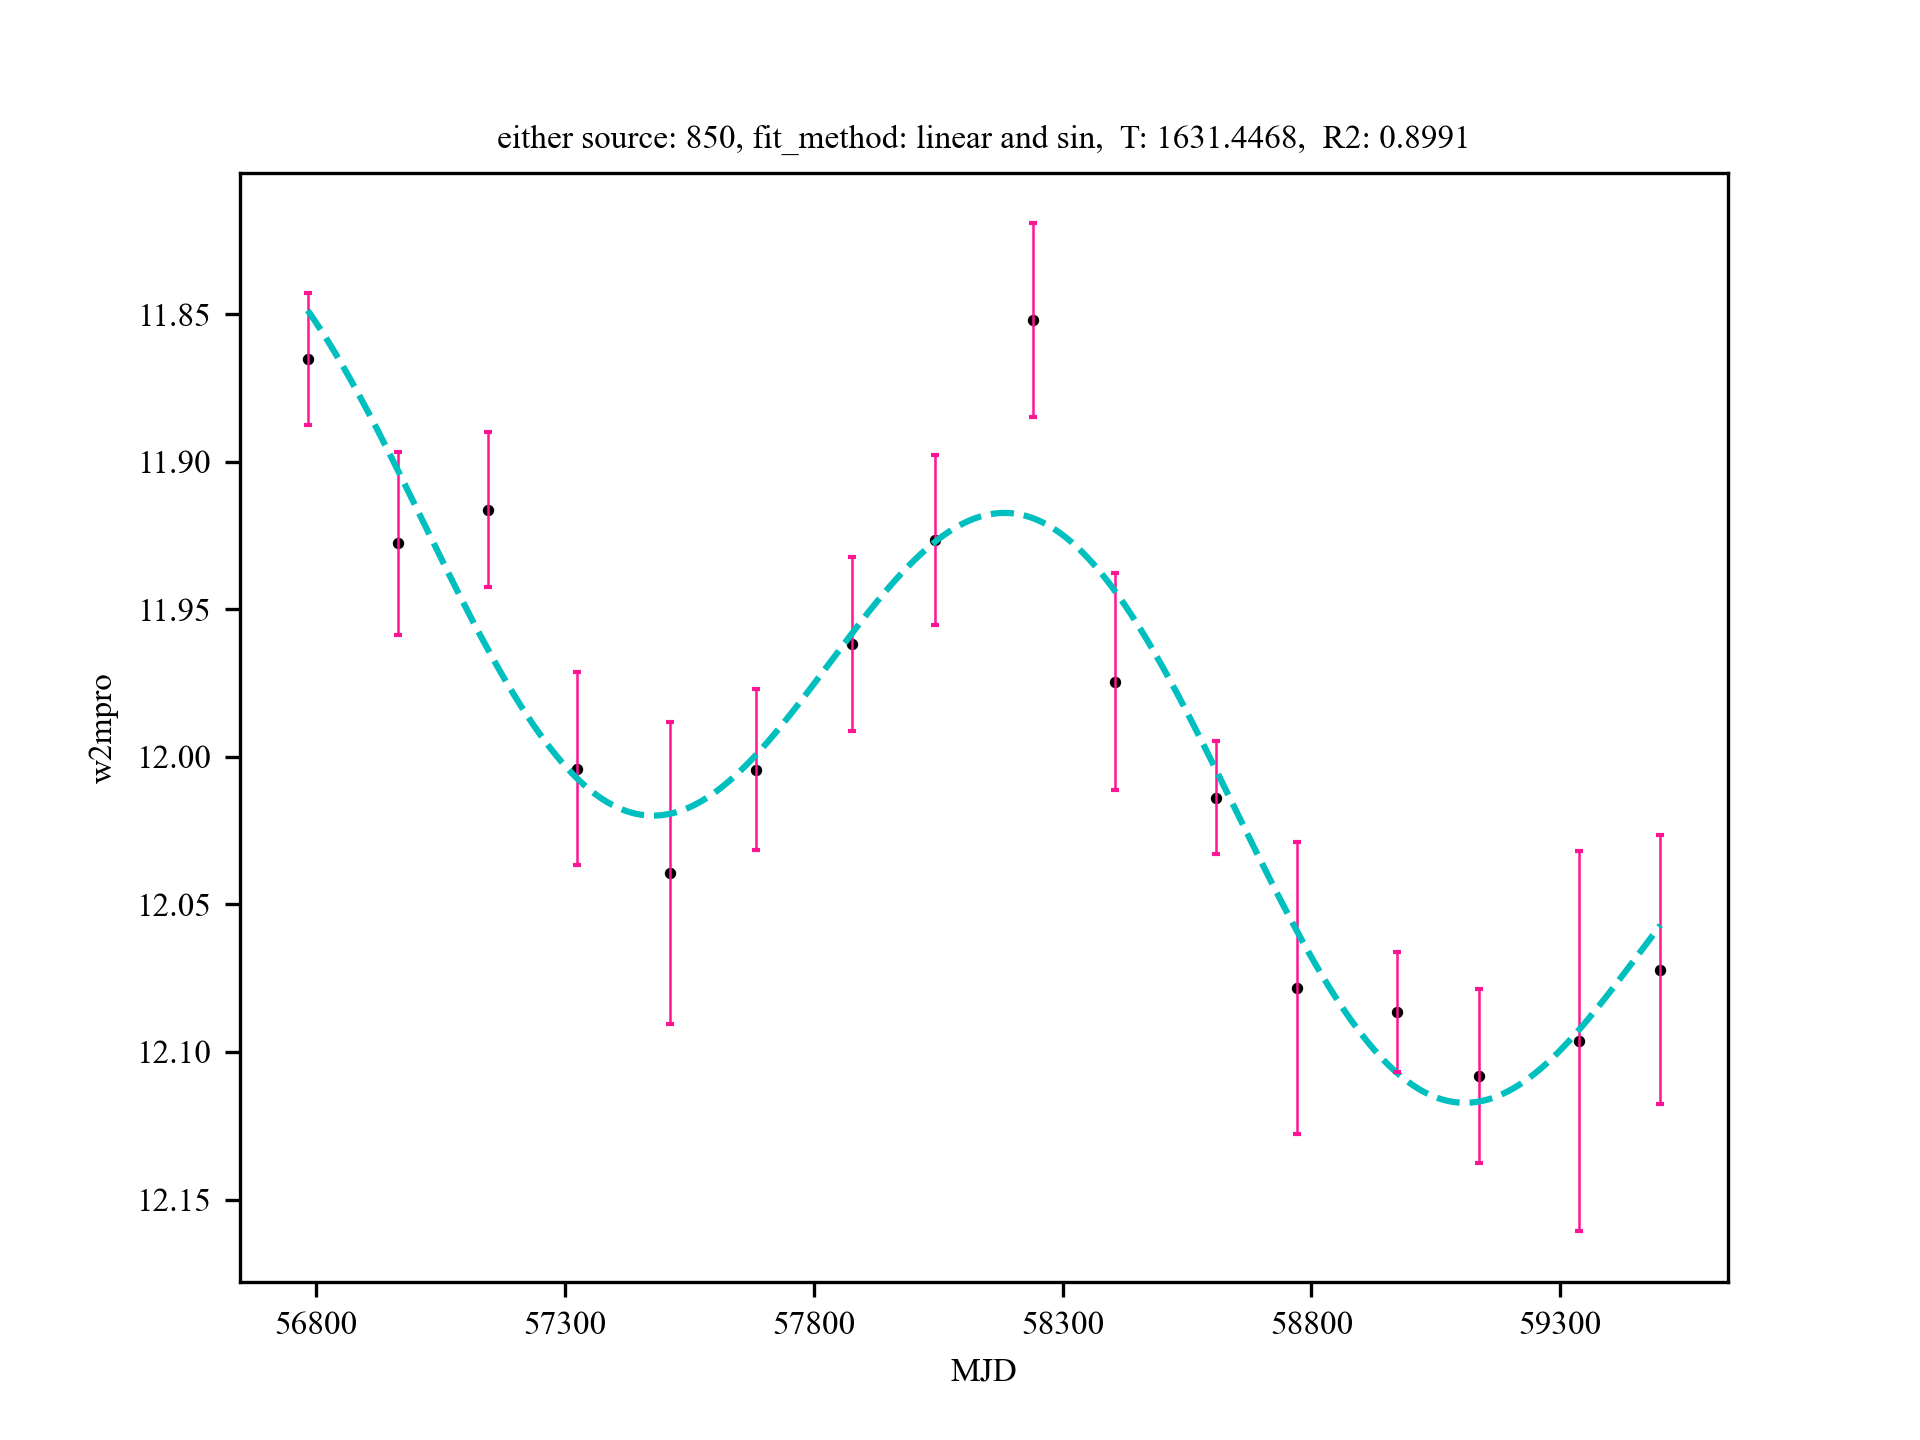 either source: 850, fit_method: linear and sin,  T: 1631.4468,  R2: 0.8991
w2mpro
11.85
11.90
11.95
12.00
12.05
12.10
12.15
56800 57300 57800 58300 58800 59300
MJD